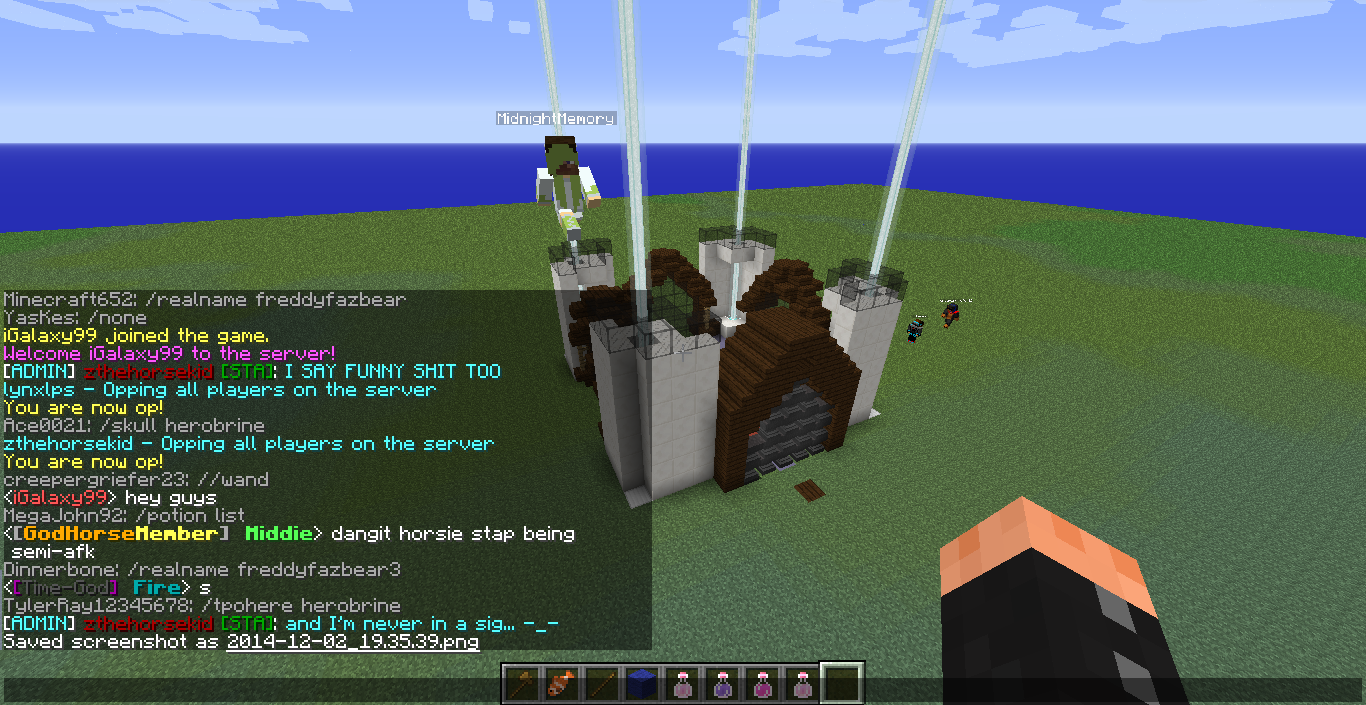 MidnightMemory
Minecraft652: /realname freddyfazbear
YasKes: /none
iGalaxy99 joined the game.
Welcome iGalaxy99 to the server!
[ADMIN] zthehorsekid [STA]: I SAY FUNNY SHIT TOO
lynxlps - Opping all players on the server
You are now op!
Ace0021: /skull herobrine
zthehorsekid - Opping all players on the server
You are now op!
creepergriefer23: //wand
<iGalaxy99> hey guys
MegaJohn92: /potion list
<[GodHorseMember] Middie> dangit horsie stap being
semi-afk
Dinnerbone: /realname freddyfazbear3
<[Time-God] Fire> s
TylerRay12345678: /tpohere herobrine
[ADMIN] zthehorsekid [STA]: and I'm never in a sig... -_-
Saved screenshot as 2014-12-02_19.35.39.png